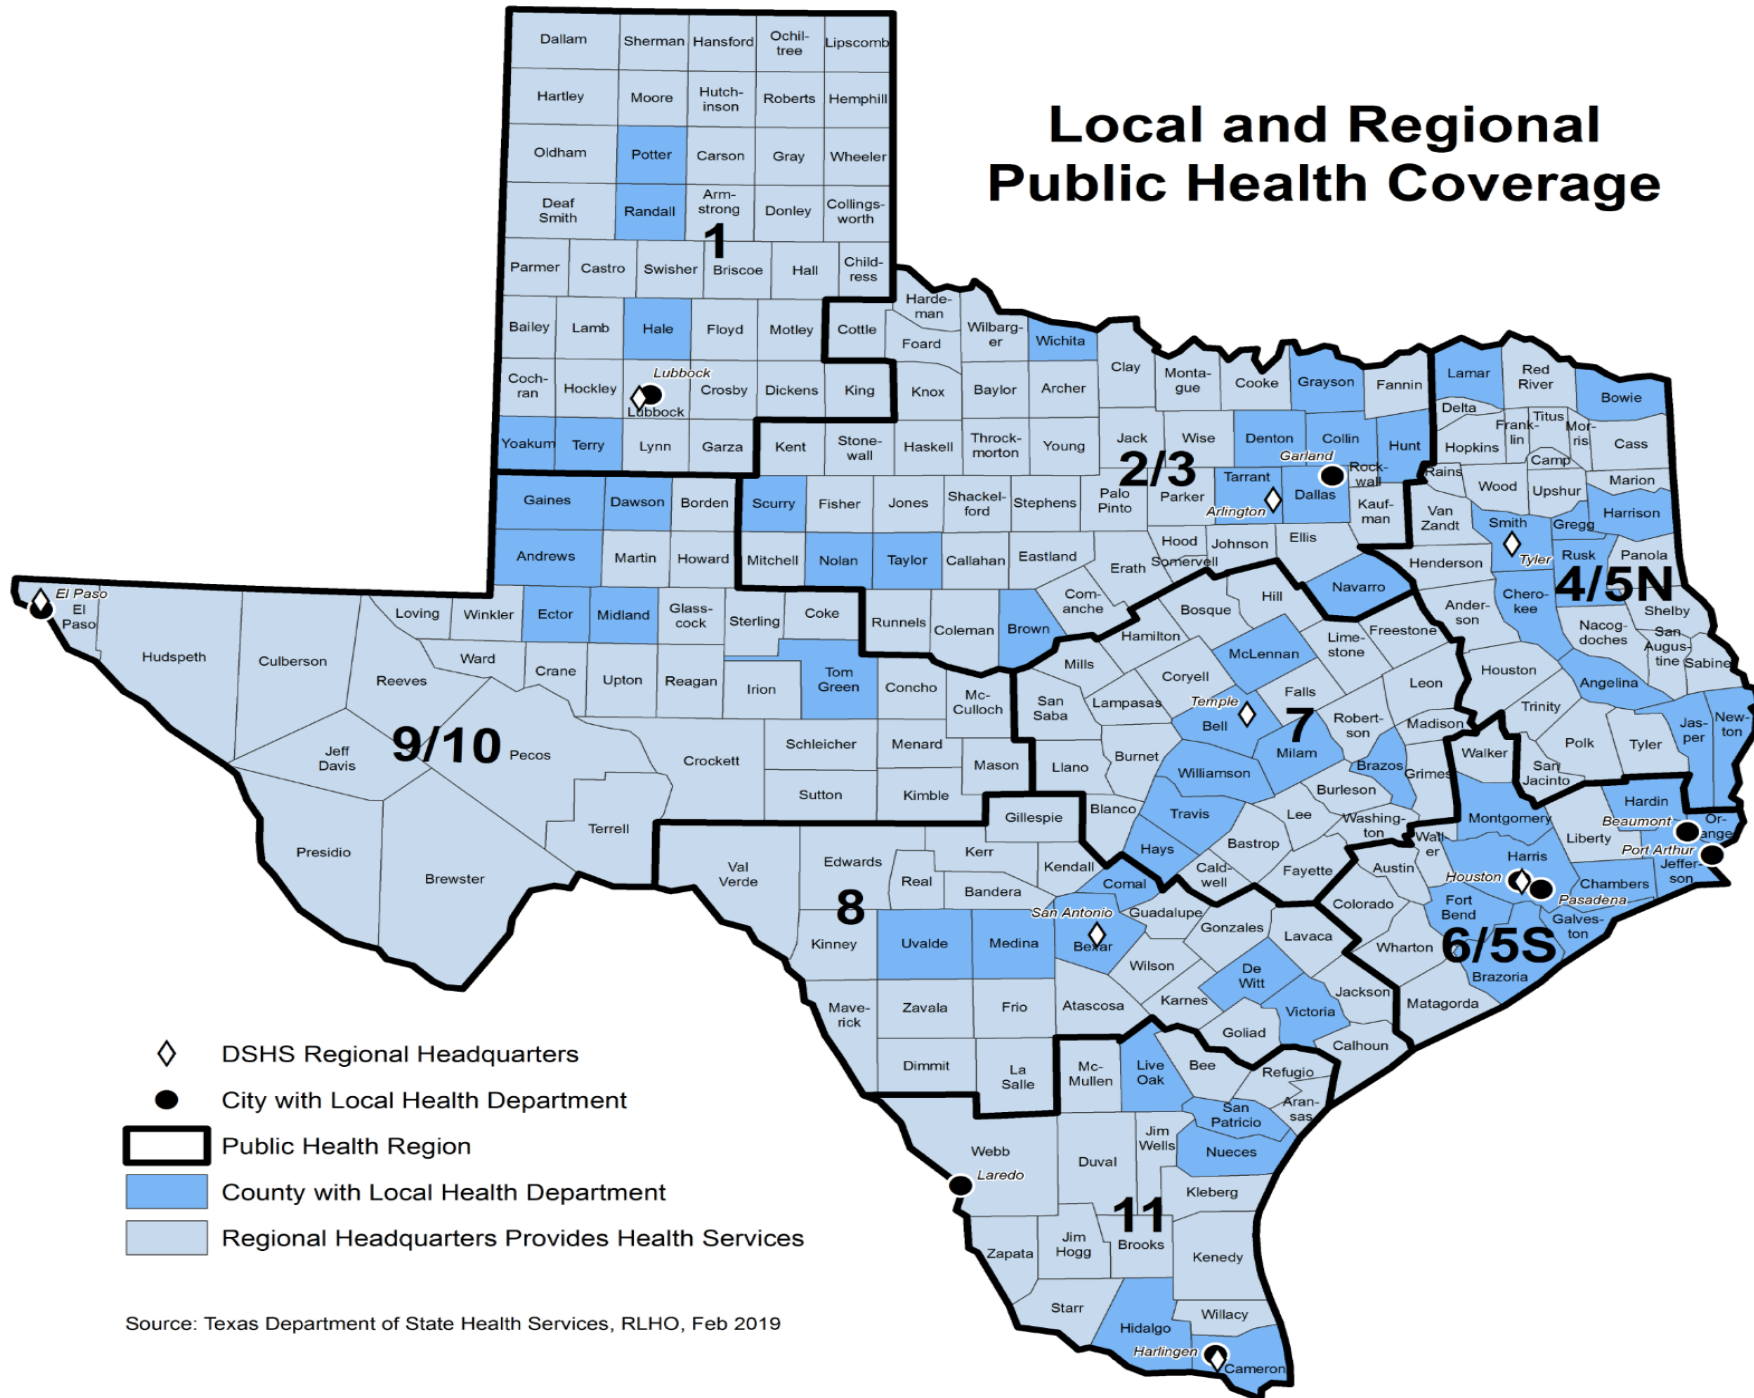 Local and Regional
Public Health Coverage
Dallam
Sherman
Hansford
Ochil-
tree
Lipscomb
Hartley
Moore
Hutch-
inson
Roberts
Hemphill
Oldham
Potter
Carson
Gray
Wheeler
Deaf
Smith
Randall
Arm-
strong
Donley
Collings-
worth
1
Parmer
Castro
Swisher
Briscoe
Hall
Child-
ress
Bailey
Lamb
Hale
Floyd
Motley
Cottle
Harde-
man
Foard
Wilbarg-
er
Wichita
Clay
Monta-
gue
Cooke
Grayson
Fannin
Lamar
Red
River
Bowie
Coch-
ran
Hockley
Lubbock
Lubbock
Crosby
Dickens
King
Knox
Baylor
Archer
Yoakum
Terry
Lynn
Garza
Kent
Stone-
wall
Haskell
Throck-
morton
Young
Jack
Wise
Denton
Collin
Hunt
Delta
Hopkins
Frank-
lin
Titus
Mor-
ris
Cass
Camp
2/3
Garland
Rock-
wall
Rains
Wood
Upshur
Marion
Gaines
Dawson
Borden
Scurry
Fisher
Jones
Shackel-
ford
Stephens
Palo
Pinto
Parker
Tarrant
Arlington
Dallas
Kauf-
man
Van
Zandt
Smith
Gregg
Harrison
Andrews
Martin
Howard
Mitchell
Nolan
Taylor
Callahan
Eastland
Erath
Hood
Somervell
Johnson
Ellis
Henderson
Tyler
Rusk
Panola
4/5N
El Paso
El
Paso
Hudspeth
Culberson
Loving
Winkler
Ector
Midland
Glass-
cock
Sterling
Coke
Runnels
Coleman
Brown
Com-
anche
Hamilton
Bosque
Hill
Navarro
Ander-
son
Chero-
kee
Nacog-
doches
Shelby
San
Augus-
tine
Sabine
Reeves
Ward
Crane
Upton
Reagan
Irion
Tom
Green
Concho
Mc-
Culloch
San
Saba
Mills
Lampasas
Coryell
McLennan
Lime-
stone
Freestone
Falls
Leon
Houston
Angelina
Trinity
Temple
Bell
7
Robert-
son
Madison
Polk
Tyler
Jas-
per
New-
ton
9/10
Jeff
Davis
Pecos
Crockett
Schleicher
Menard
Mason
Llano
Burnet
Williamson
Milam
Brazos
Grimes
Walker
San
Jacinto
Sutton
Kimble
Gillespie
Blanco
Travis
Lee
Burleson
Washing-
ton
Montgomery
Hardin
Beaumont
Or-
ange
Liberty
Presidio
Brewster
Terrell
Val
Verde
Edwards
Real
Kerr
Kendall
Bandera
Hays
Bastrop
Cald-
well
Fayette
Austin
Wall-
er
Harris
Houston
Pasadena
Chambers
Port Arthur
Jeffer-
son
8
Comal
San Antonio
Bexar
Guadalupe
Gonzales
Lavaca
Colorado
Fort
Bend
Galves-
ton
Kinney
Uvalde
Medina
Wilson
De
Witt
Wharton
6/5S
Brazoria
Mave-
rick
Zavala
Frio
Atascosa
Karnes
Victoria
Jackson
Matagorda
Goliad
Calhoun
Dimmit
La
Salle
Mc-
Mullen
Live
Oak
Bee
Refugio
Aran-
sas
San
Patricio
Webb
Laredo
Duval
Jim
Wells
Nueces
Kleberg
11
Zapata
Jim
Hogg
Brooks
Kenedy
Starr
Hidalgo
Willacy
Harlingen
Cameron
DSHS Regional Headquarters
City with Local Health Department
Public Health Region
County with Local Health Department
Regional Headquarters Provides Health Services
Source: Texas Department of State Health Services, RLHO, Feb 2019